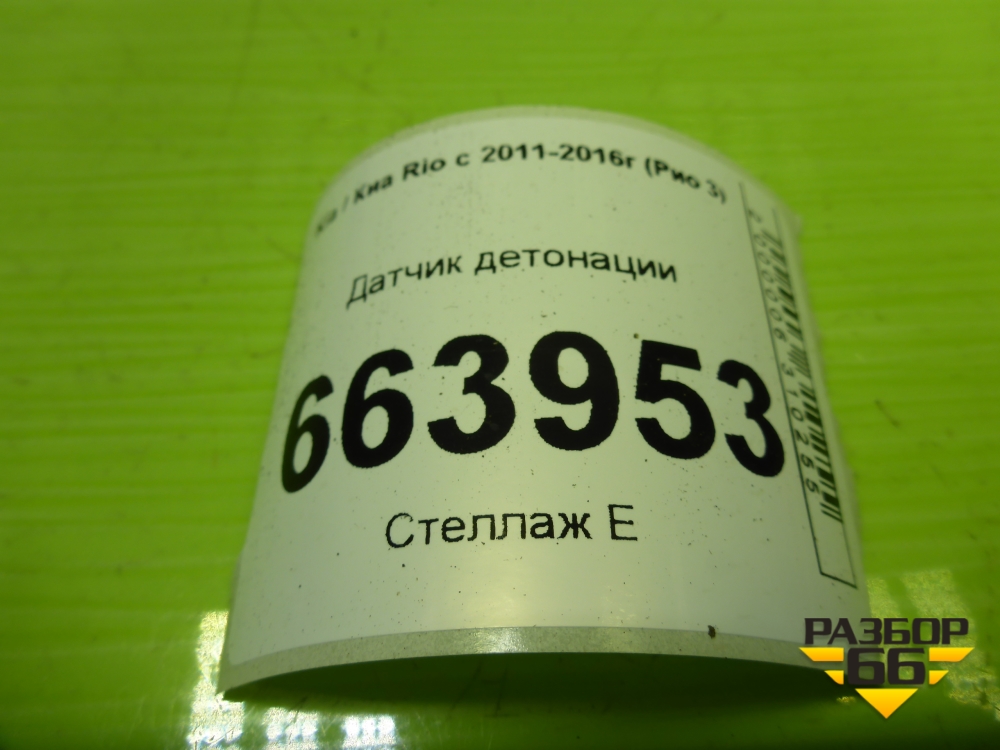 Kia / Киа Rio с 2011-2016г (Рио 3)
Датчик детонации
663953
Стеллаж Е
РАЗБОР
66